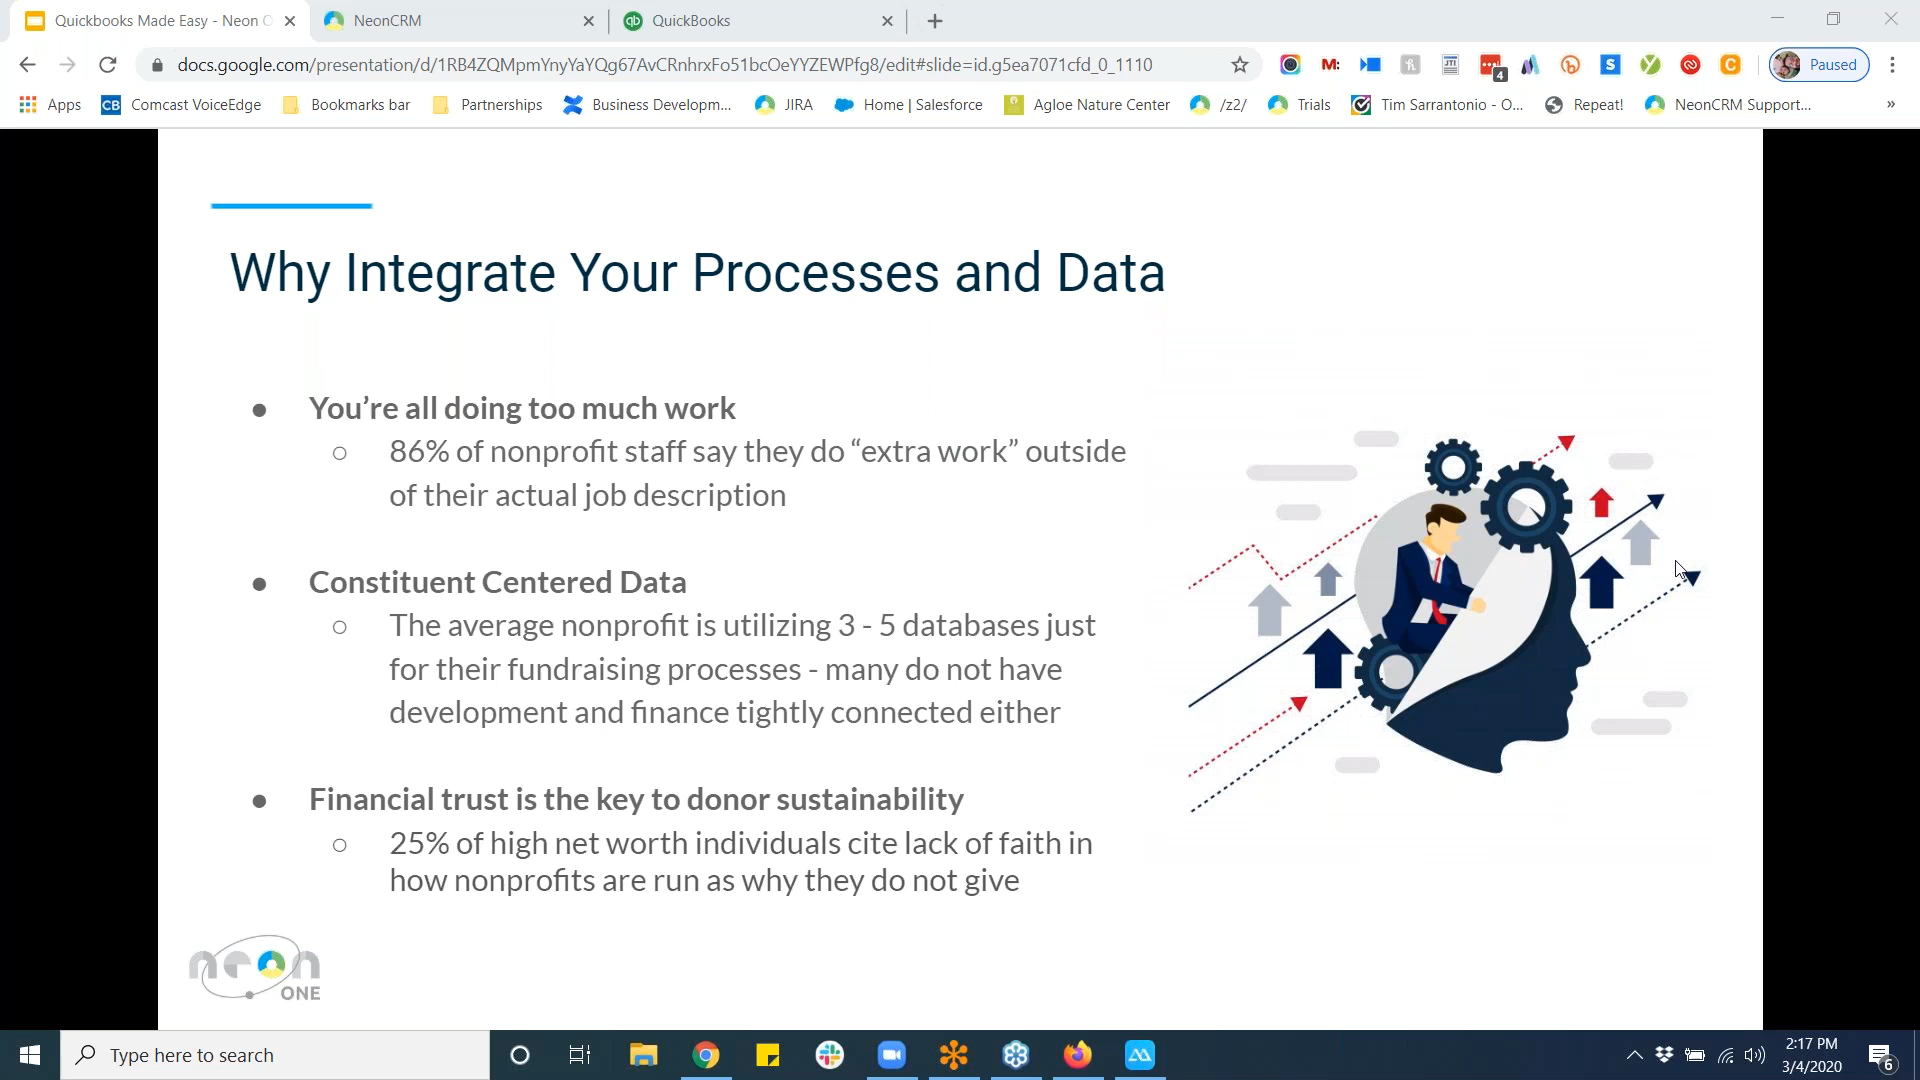 Quickbooks Made Easy - Neon O
NeonCRM
QuickBooks
docs.google.com/presentation/d/1RB4ZQMpmYnyYaYQg67AvCRnhrxFo51bcOeYYZEWPfg8/edit#slide=id.g5ea7071cfd_0_1110
M:
JTI
4
S
C
Paused
Apps
CB
Comcast VoiceEdge
Bookmarks bar
Partnerships
Business Developm...
JIRA
Home | Salesforce
Agloe Nature Center
/z2/
Trials
Tim Sarrantonio - O...
Repeat!
NeonCRM Support...
»
Why Integrate Your Processes and Data
● You’re all doing too much work
○ 86% of nonprofit staff say they do “extra work” outside
of their actual job description
● Constituent Centered Data
○ The average nonprofit is utilizing 3 - 5 databases just
for their fundraising processes - many do not have
development and finance tightly connected either
● Financial trust is the key to donor sustainability
○ 25% of high net worth individuals cite lack of faith in
how nonprofits are run as why they do not give
neon
ONE
Type here to search
2:17 PM
3/4/2020
6